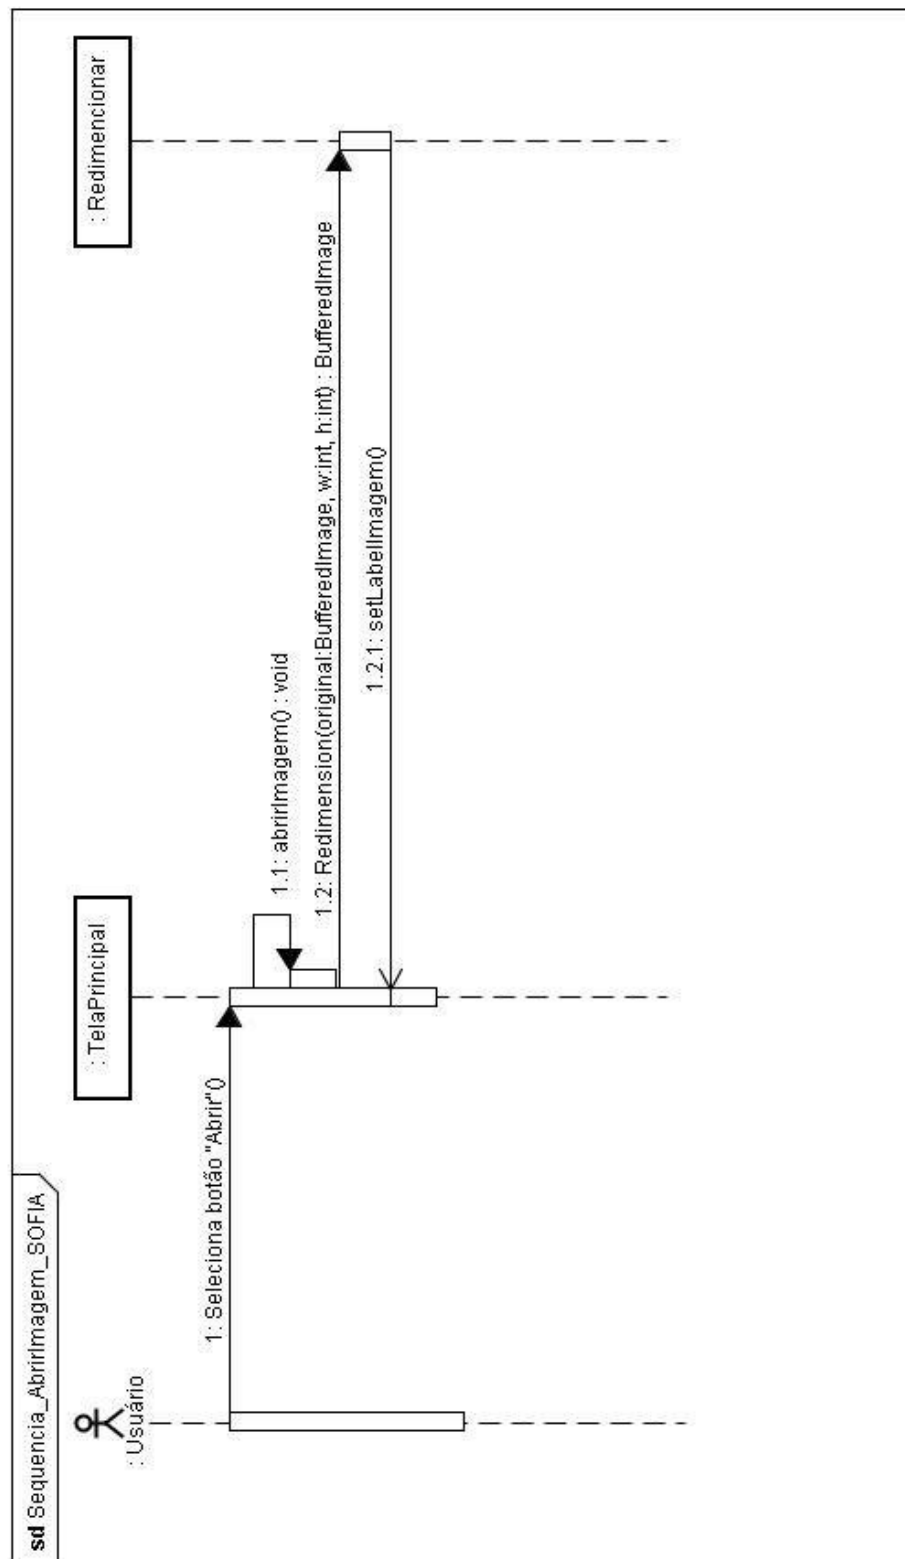 sd Sequencia_AbrirImagem_SOFIA
: Usuário
: TelaPrincipal
: Redimencionar
1: Seleciona botão "Abrir"()
1.1: abrirImagem() : void
1.2: Redimension(original:BufferedImage, w:int, h:int) : BufferedImage
1.2.1: setLabelImagem()